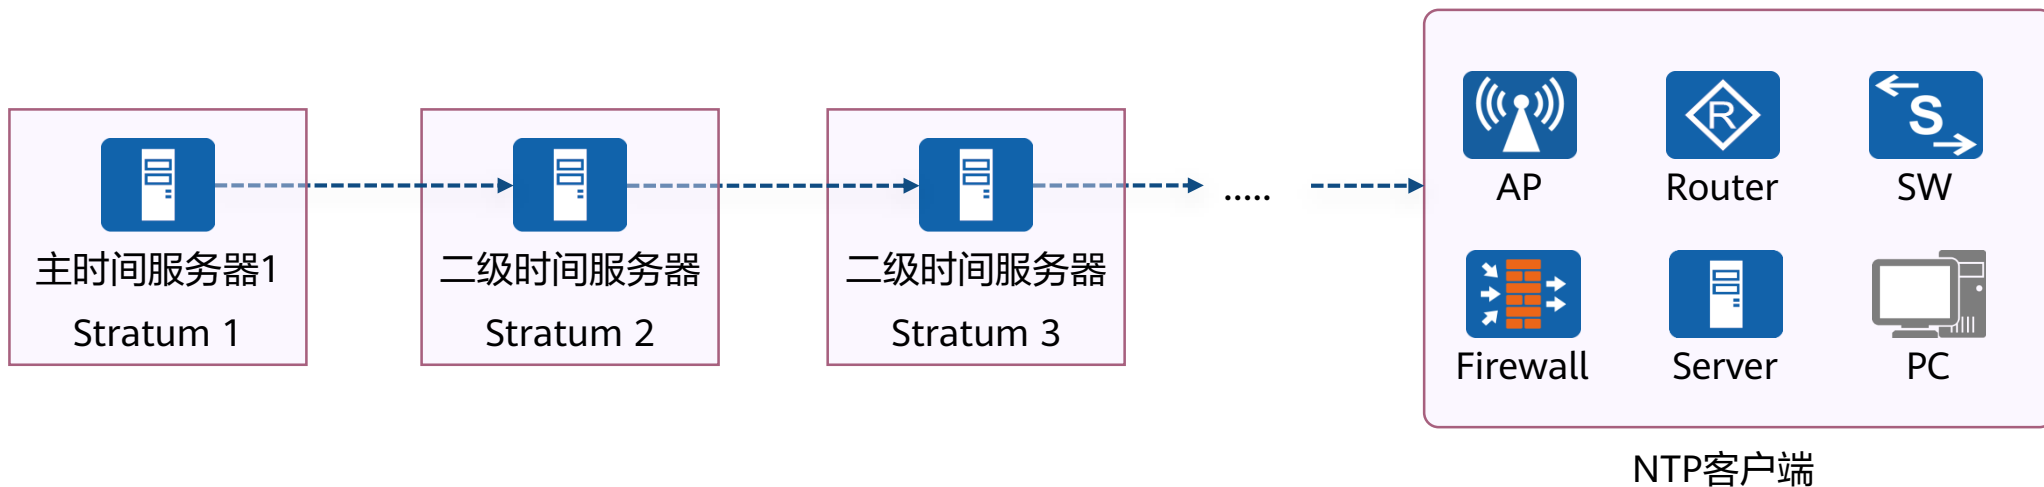 主时间服务器1
Stratum 1
二级时间服务器
Stratum 2
二级时间服务器
Stratum 3
.....
AP
Router
SW
Firewall
Server
PC
NTP客户端
R
S